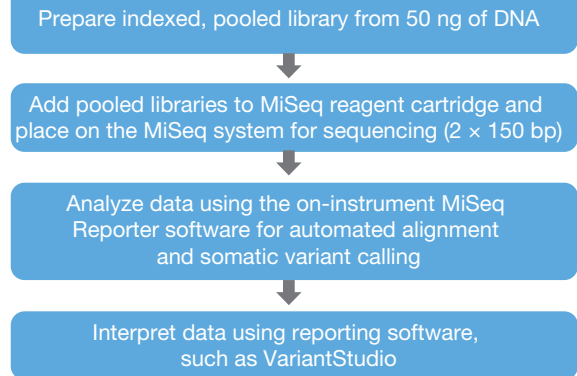 Prepare indexed, pooled library from 50 ng of DNA
Add pooled libraries to MiSeq reagent cartridge and
place on the MiSeq system for sequencing (2 × 150 bp)
Analyze data using the on-instrument MiSeq
Reporter software for automated alignment
and somatic variant calling
Interpret data using reporting software,
such as VariantStudio